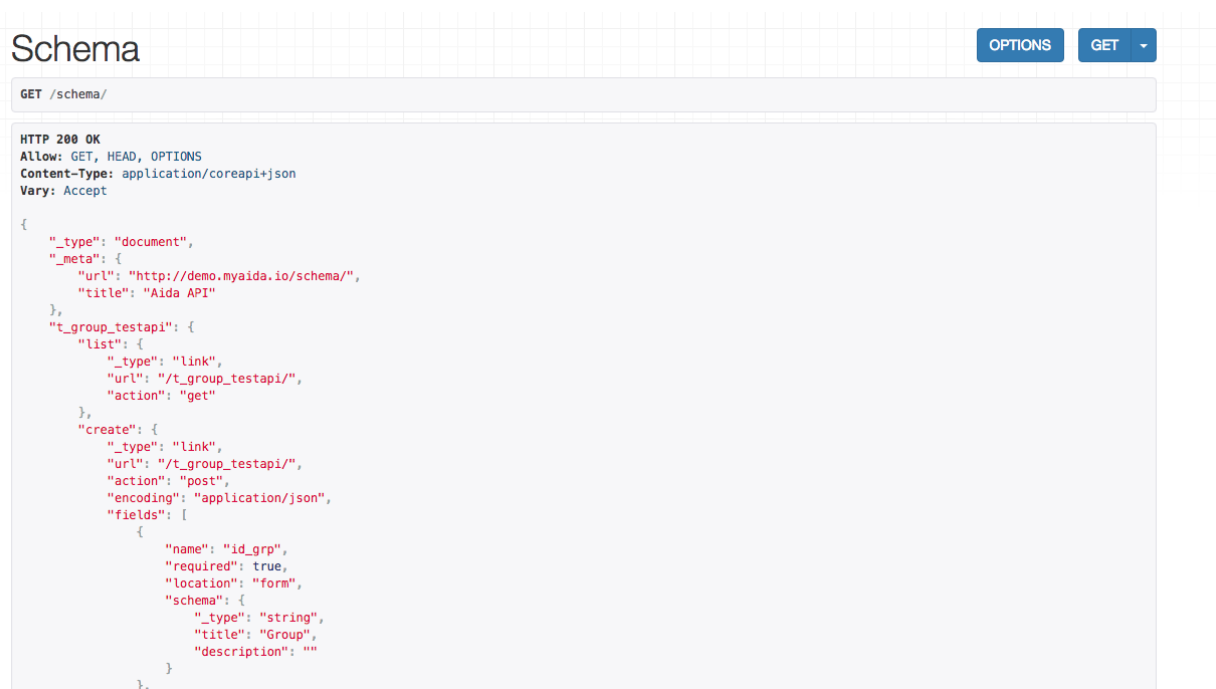 Schema
OPTIONS
GET
GET /schema/
HTTP 200 OK
Allow: GET, HEAD, OPTIONS
Content-Type: application/coreapi+json
Vary: Accept
{
    "_type": "document",
    "_meta": {
        "url": "http://demo.myaida.io/schema/",
        "title": "Aida API"
    },
    "t_group_testapi": {
        "list": {
            "_type": "link",
            "url": "/t_group_testapi/",
            "action": "get"
        },
        "create": {
            "_type": "link",
            "url": "/t_group_testapi/",
            "action": "post",
            "encoding": "application/json",
            "fields": [
                {
                    "name": "id_grp",
                    "required": true,
                    "location": "form",
                    "schema": {
                        "_type": "string",
                        "title": "Group",
                        "description": ""
                    }
                },